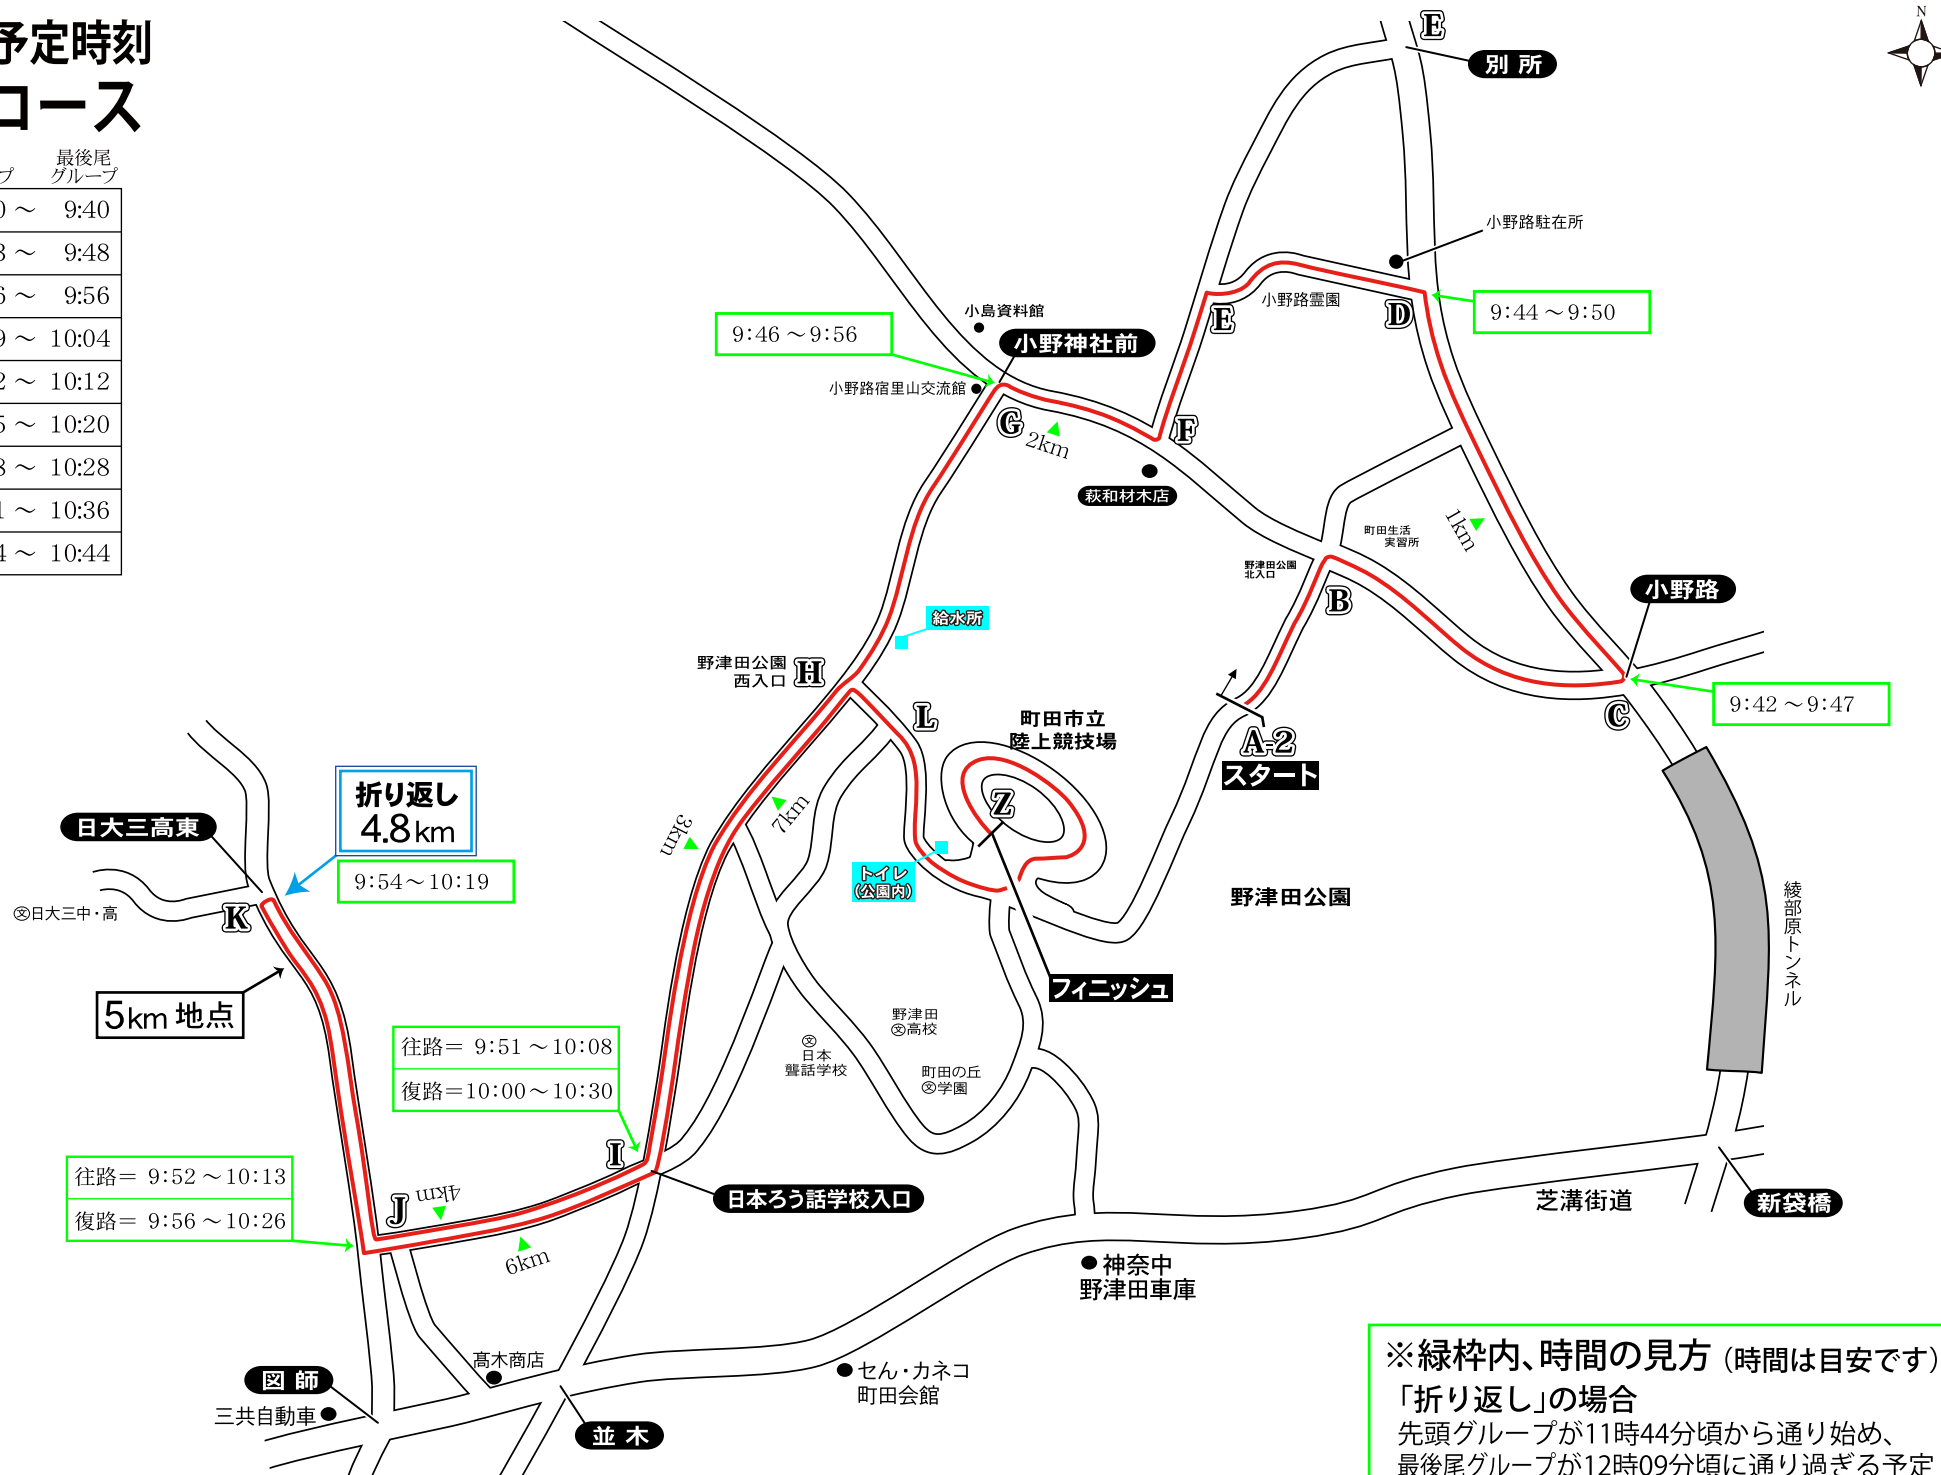 予定時刻
コース
最後尾
プ グループ
0 ～ 9:40
3 ～ 9:48
6 ～ 9:56
9 ～ 10:04
2 ～ 10:12
5 ～ 10:20
8 ～ 10:28
1 ～ 10:36
4 ～ 10:44
N
E
別所
小野路駐在所
小野路霊園
E
D
9:44～9:50
小島資料館
9:46～9:56
小野神社前
小野路宿里山交流館
G
2km
F
萩和材木店
町田生活
実習所
1km
野津田公園
北入口
B
小野路
給水所
野津田公園
西入口
H
L
町田市立
陸上競技場
A-2
スタート
C
9:42～9:47
折り返し
4.8km
日大三高東
9:54～10:19
3km
7km
Z
トイレ
(公園内)
野津田公園
綾部原トンネル
㊛日大三中・高
K
5km 地点
フィニッシュ
野津田
文高校
文
日本
聾話学校
町田の丘
文学園
往路＝ 9:51～10:08
復路＝10:00～10:30
I
往路＝ 9:52～10:13
復路＝ 9:56～10:26
J
4km
6km
日本ろう話学校入口
芝溝街道
新袋橋
神奈中
野津田車庫
髙木商店
図師
三共自動車
並木
セん・カネコ
町田会館
※緑枠内、時間の見方（時間は目安です）
「折り返し」の場合
先頭グループが11時44分頃から通り始め、
最後尾グループが12時09分頃に通り過ぎる予定